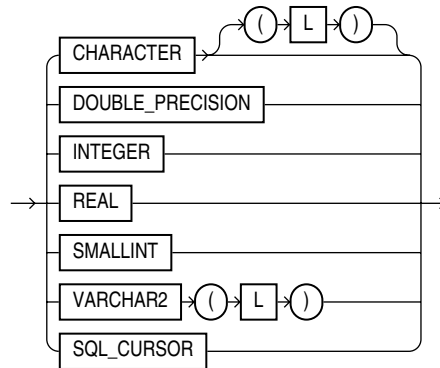 ( L )
CHARACTER
DOUBLE_PRECISION
INTEGER
REAL
SMALLINT
VARCHAR2 ( L )
SQL_CURSOR